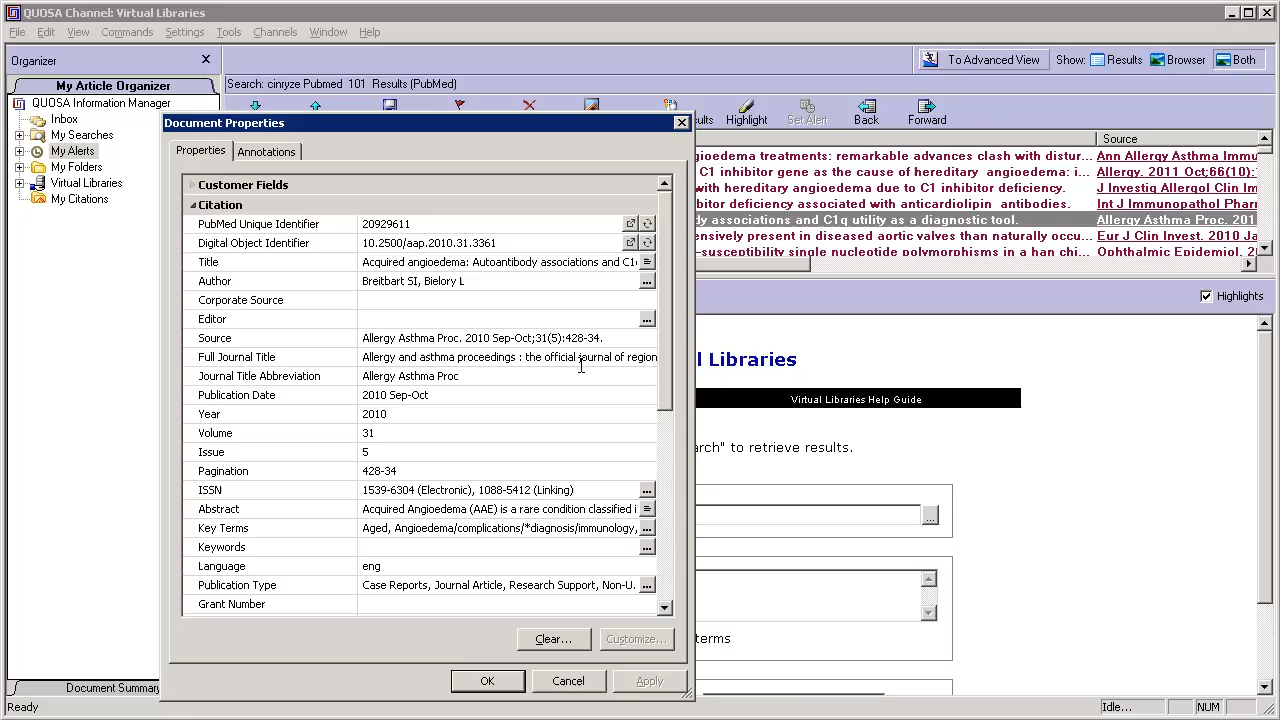 QUOSA Channel: Virtual Libraries
File Edit View Commands Settings Tools Channels Window Help
Organizer
To Advanced View Show: Results Browser Both
My Article Organizer
Search: cinryze Pubmed 101 Results (PubMed)
QUOSA Information Manager
Inbox
My Searches
My Alerts
My Folders
Virtual Libraries
My Citations
Highlight Set Alert Back Forward
Source
angioedema treatments: remarkable advances clash with distur... Ann Allergy Asthma Immu
C1 inhibitor gene as the cause of hereditary angioedema: i... Allergy. 2011 Oct;66(10):
with hereditary angioedema due to C1 inhibitor deficiency. J Investig Allergol Clin Im
hibitor deficiency associated with anticardiolipin antibodies. Int J Immunopathol Phar
dy associations and C1q utility as a diagnostic tool. Allergy Asthma Proc. 201
ensively present in diseased aortic valves than naturally occu... Eur J Clin Invest. 2010 Ja
-susceptibility single nucleotide polymorphisms in a han chi... Ophthalmic Epidemiol. 2
Document Properties
Properties Annotations
Customer Fields
Citation
PubMed Unique Identifier 20929611
Digital Object Identifier 10.2500/aap.2010.31.3361
Title Acquired angioedema: Autoantibody associations and C1
Author Breitbart SI, Bielory L ...
Corporate Source
Editor ...
Source Allergy Asthma Proc. 2010 Sep-Oct;31(5):428-34.
Full Journal Title Allergy and asthma proceedings : the official journal of region
Journal Title Abbreviation Allergy Asthma Proc
Publication Date 2010 Sep-Oct
Year 2010
Volume 31
Issue 5
Pagination 428-34
ISSN 1539-6304 (Electronic), 1088-5412 (Linking) ...
Abstract Acquired Angioedema (AAE) is a rare condition classified i
Key Terms Aged, Angioedema/complications/*diagnosis/immunology, ...
Keywords ...
Language eng
Publication Type Case Reports, Journal Article, Research Support, Non-U. ...
Grant Number
Clear... Customize...
OK Cancel Apply
Highlights
l Libraries
Virtual Libraries Help Guide
arch" to retrieve results.
...
terms
Document Summa
Ready
Idle... NUM